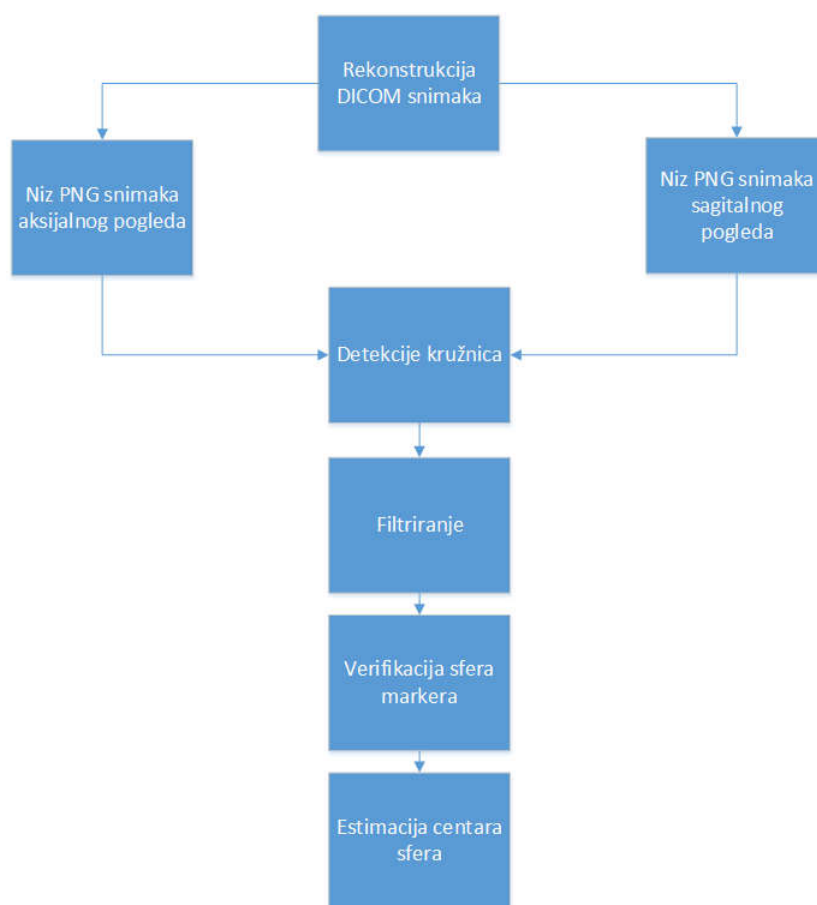 Rekonstrukcija
DICOM snimaka
Niz PNG snimaka
aksijalnog pogleda
Niz PNG snimaka
sagitalnog
pogleda
Detekcije kružnica
Filtriranje
Verifikacija sfera
markera
Estimacija centara
sfera